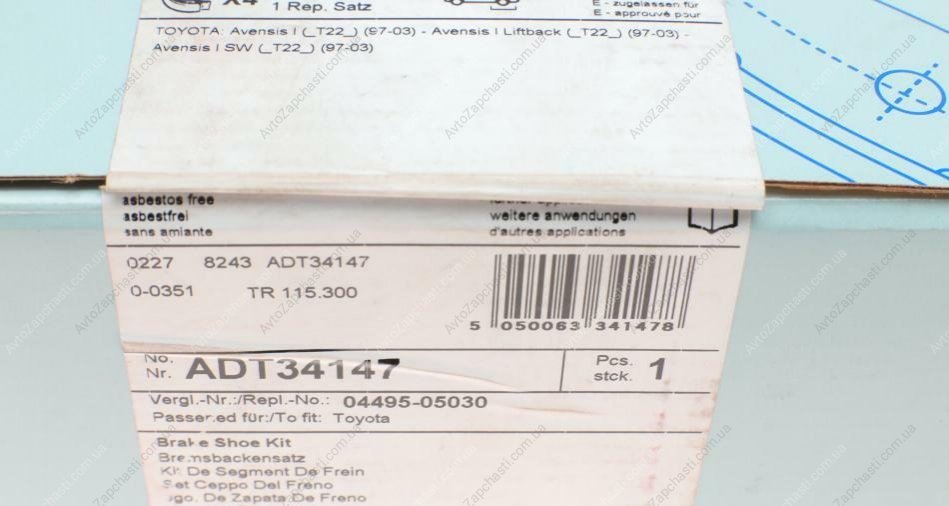 X4 1 Rep. Satz
E - zugelassen für
E - approuvé pour
TOYOTA: Avensis I (_T22_) (97-03) - Avensis I Liftback (_T22_) (97-03) -
Avensis I SW (_T22_) (97-03)
asbestos free
asbestfrei
sans amiante
weitere anwendungen
d'autres applications
0227 8243 ADT34147
0-0351 TR 115.300
5 050063 341478
No.
Nr. ADT34147
Pcs.
stck. 1
Vergl.-Nr.:/Repl.-No.: 04495-05030
Passer.ed für:/To fit: Toyota
Brake Shoe Kit
Bremsbackensatz
Kit De Segment De Frein
Set Ceppo Del Freno
Jgo. De Zapata De Freno
AvtoZapchasti.com.ua